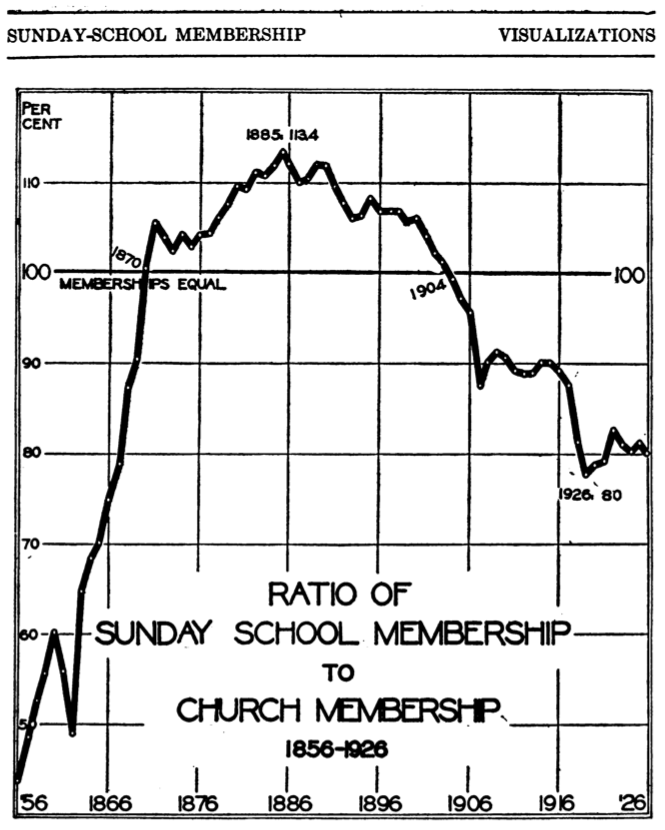 SUNDAY-SCHOOL MEMBERSHIP VISUALIZATIONS
PER
CENT
1885, 113.4
110
1870
100 100
MEMBERSHIPS EQUAL
1904
90
80
1926, 80
70
RATIO OF
60 SUNDAY SCHOOL MEMBERSHIP
TO
CHURCH MEMBERSHIP
50
1856-1926
'56 1866 1876 1886 1896 1906 1916 '26